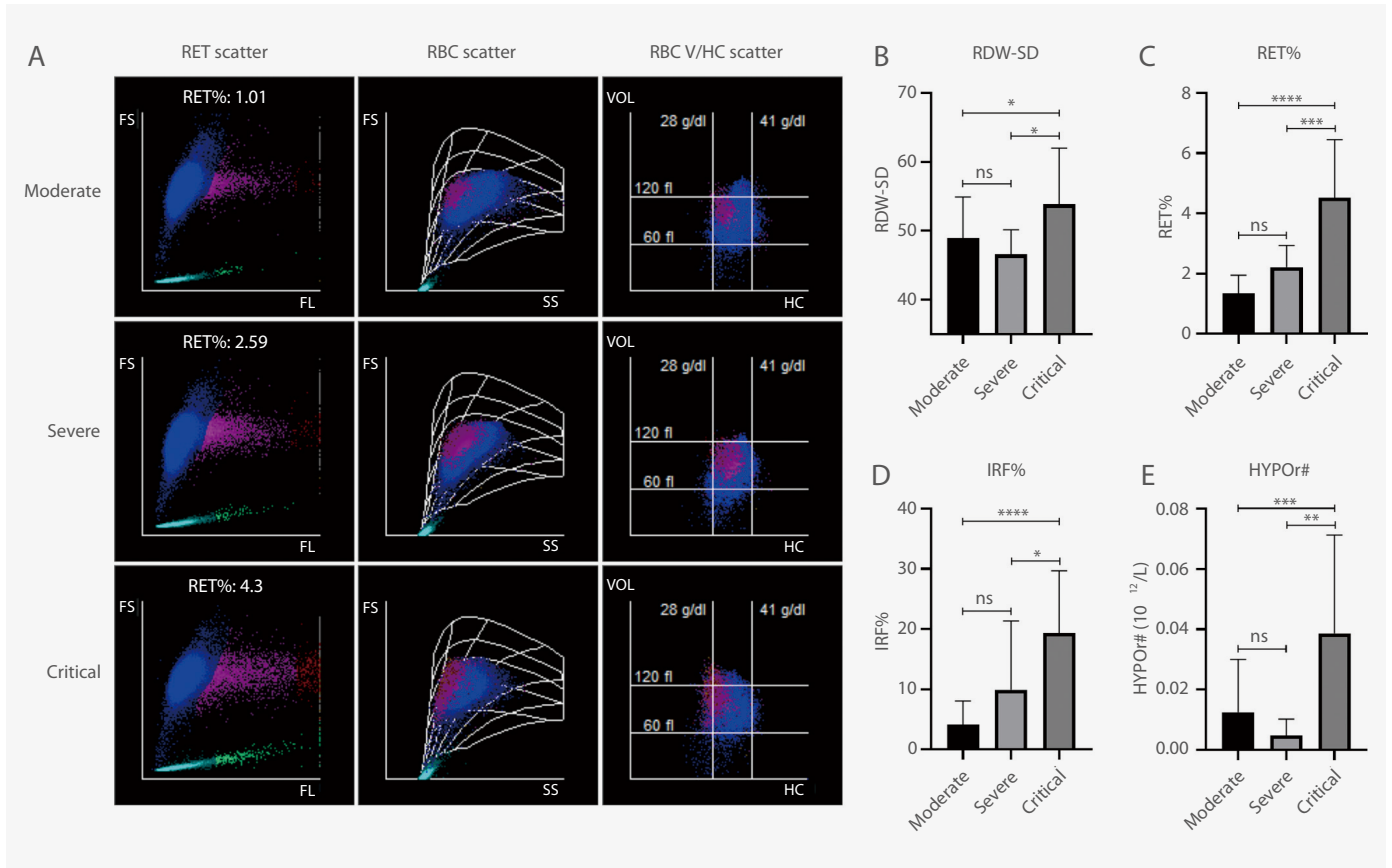 A
RET scatter
RBC scatter
RBC V/HC scatter
Moderate
RET%: 1.01
FS
FL
FS
SS
VOL
28 g/dl
41 g/dl
120 fl
60 fl
HC
Severe
RET%: 2.59
FS
FL
FS
SS
VOL
28 g/dl
41 g/dl
120 fl
60 fl
HC
Critical
RET%: 4.3
FS
FL
FS
SS
VOL
28 g/dl
41 g/dl
120 fl
60 fl
HC
B
RDW-SD
RDW-SD
70
60
50
40
*
*
ns
Moderate
Severe
Critical
C
RET%
RET%
8
6
4
2
0
****
***
ns
Moderate
Severe
Critical
D
IRF%
IRF%
40
30
20
10
0
****
*
ns
Moderate
Severe
Critical
E
HYPOr#
HYPOr# (10 12/L)
0.08
0.06
0.04
0.02
0.00
***
**
ns
Moderate
Severe
Critical